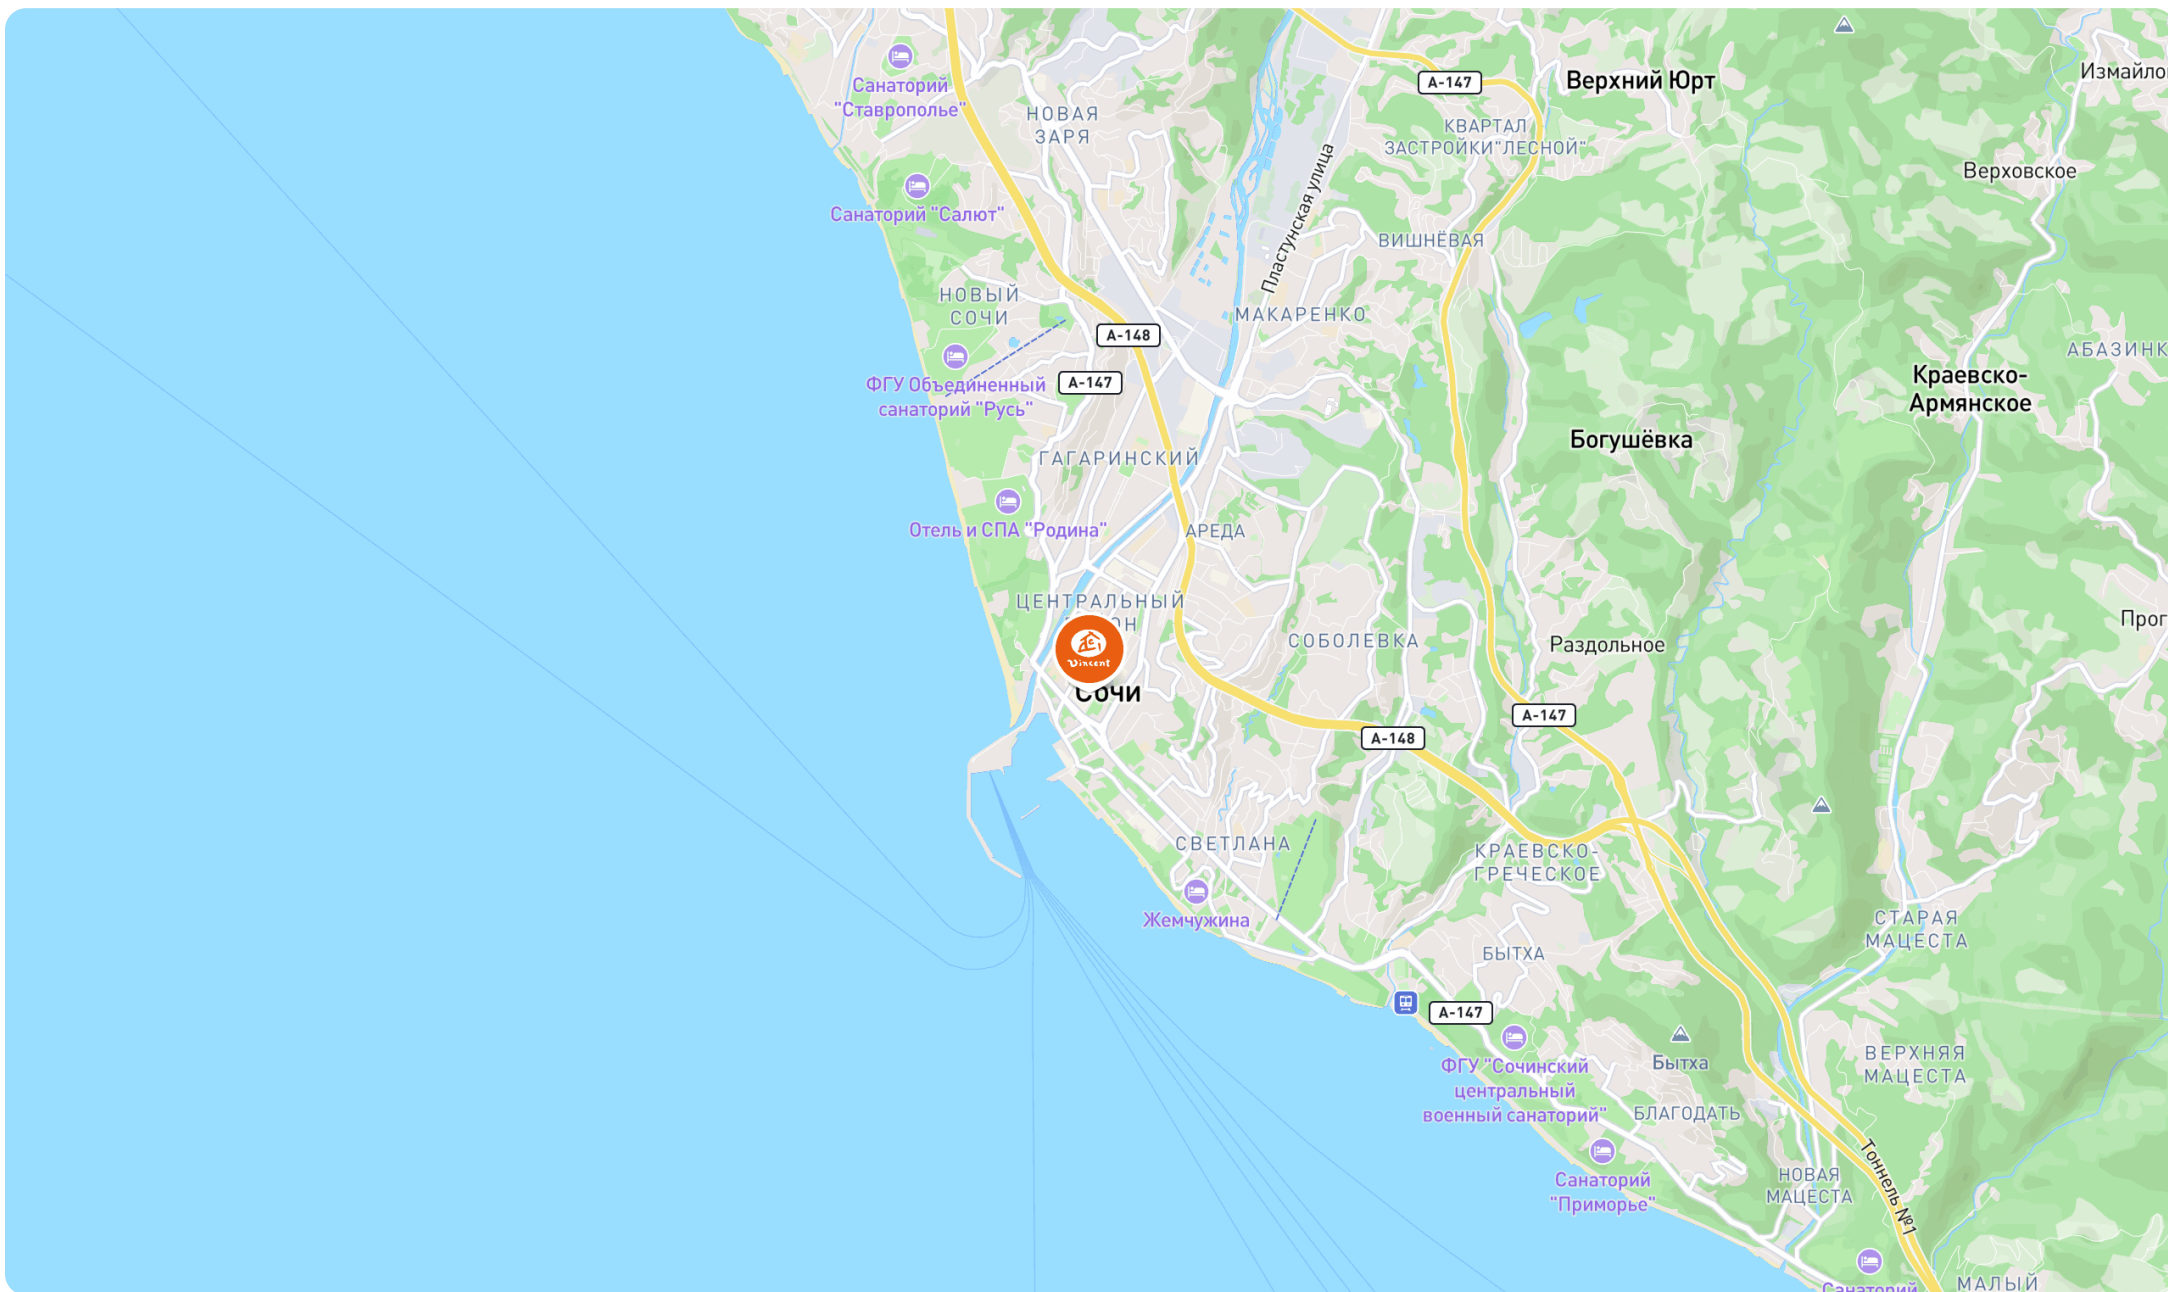 Санаторий
"Ставрополье"
НОВАЯ
ЗАРЯ
А-147
Верхний Юрт
Измайло
КВАРТАЛ
ЗАСТРОЙКИ"ЛЕСНОЙ"
Верховское
Санаторий "Салют"
Пластунская улица
ВИШНЁВАЯ
НОВЫЙ
СОЧИ
МАКАРЕНКО
А-148
АБАЗИНК
А-147
ФГУ Объединенный
санаторий "Русь"
Краевско-
Армянское
Богушёвка
ГАГАРИНСКИЙ
Отель и СПА "Родина"
АРЕДА
ЦЕНТРАЛЬНЫЙ
ОН
Vincent
Сочи
СОБОЛЕВКА
Раздольное
Прог
А-147
А-148
СВЕТЛАНА
КРАЕВСКО-
ГРЕЧЕСКОЕ
Жемчужина
СТАРАЯ
МАЦЕСТА
БЫТХА
А-147
ФГУ "Сочинский
центральный
военный санаторий"
Бытха
ВЕРХНЯЯ
МАЦЕСТА
БЛАГОДАТЬ
Санаторий
"Приморье"
НОВАЯ
МАЦЕСТА
Тоннель №1
Санаторий
МАЛЫЙ